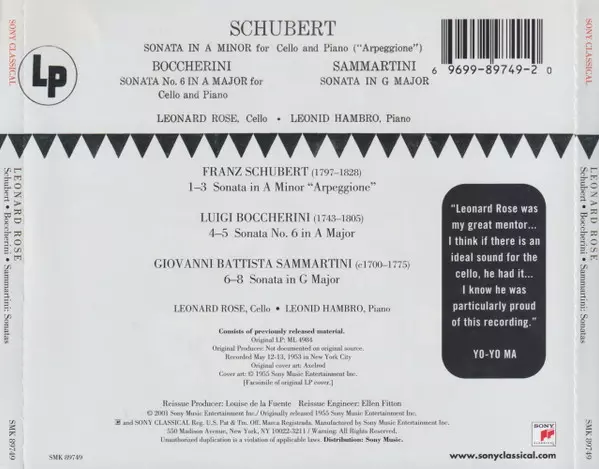 SONY CLASSICAL
LP
SCHUBERT
SONATA IN A MINOR for Cello and Piano ("Arpeggione")
BOCCHERINI
SONATA No. 6 IN A MAJOR for
Cello and Piano
SAMMARTINI
SONATA IN G MAJOR
LEONARD ROSE, Cello • LEONID HAMBRO, Piano
6 9699-89749-2 0
SONY CLASSICAL
FRANZ SCHUBERT (1797–1828)
1–3 Sonata in A Minor "Arpeggione"
LUIGI BOCCHERINI (1743–1805)
4–5 Sonata No. 6 in A Major
GIOVANNI BATTISTA SAMMARTINI (c1700–1775)
6–8 Sonata in G Major
LEONARD ROSE, Cello • LEONID HAMBRO, Piano
Consists of previously released material.
Original LP: ML 4984
Original Producer: Not documented on original source.
Recorded May 12-13, 1953 in New York City
Original cover art: Axelrod
Cover art: © 1955 Sony Music Entertainment Inc.
[Facsimile of original LP cover.]
Reissue Producer: Louise de la Fuente / Reissue Engineer: Ellen Fitton
© 2001 Sony Music Entertainment Inc./ Originally released 1955 Sony Music Entertainment Inc.
and SONY CLASSICAL Reg. U.S. Pat & Tm. Off. Marca Registrada. Manufactured by Sony Music Entertainment Inc./
550 Madison Avenue, New York, NY 10022-3211 / Warning: All Rights Reserved.
Unauthorized duplication is a violation of applicable laws. Distribution: Sony Music.
"Leonard Rose was
my great mentor...
I think if there is an
ideal sound for the
cello, he had it...
I know he was
particularly proud
of this recording."
YO-YO MA
SONY
www.sonyclassical.com
LEONARD ROSE
Schubert • Boccherini • Sammartini: Sonatas
SMK 89749
LEONARD ROSE
Schubert • Boccherini • Sammartini: Sonatas
SMK 89749